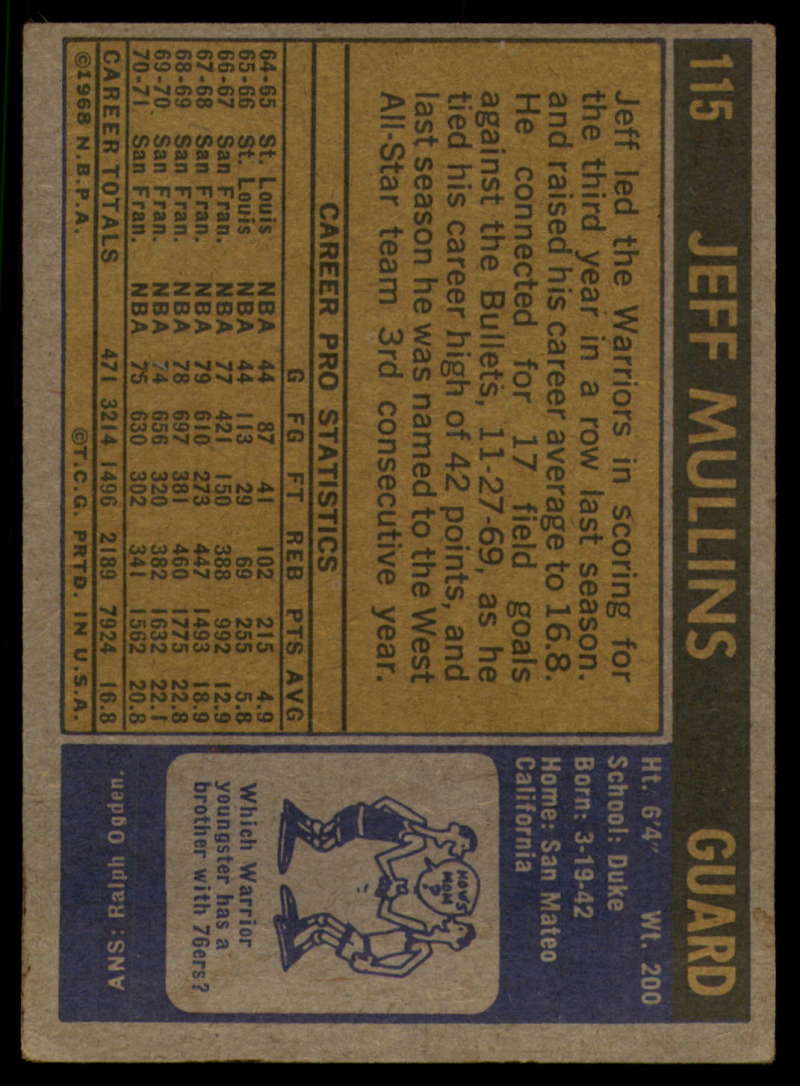 115 JEFF MULLINS GUARD
Jeff led the Warriors in scoring for
the third year in a row last season.
and raised his career average to 16.8.
He connected for 17 field goals
against the Bullets, 11-27-69, as he
tied his career high of 42 points, and
last season he was named to the West
All-Star team 3rd consecutive year.
CAREER PRO STATISTICS
G FG FT REB PTS AVG
64-65 St. Louis NBA 44 87 41 102 215 4.9
65-66 St. Louis NBA 44 113 29 69 255 5.8
66-67 San Fran. NBA 77 421 150 388 992 12.9
67-68 San Fran. NBA 79 610 273 447 1493 18.9
68-69 San Fran. NBA 78 697 381 460 1775 22.8
69-70 San Fran. NBA 74 656 320 382 1632 22.1
70-71 San Fran. NBA 75 630 302 341 1562 20.8
CAREER TOTALS 471 3214 1496 2189 7924 16.8
©1968 N.B.P.A. ©T.C.G. PRTD. IN U.S.A.
Ht. 6'4" Wt. 200
School: Duke
Born: 3-19-42
Home: San Mateo
California
HOW'S
MOM
?
Which Warrior
youngster has a
brother with 76ers?
ANS: Ralph Ogden.